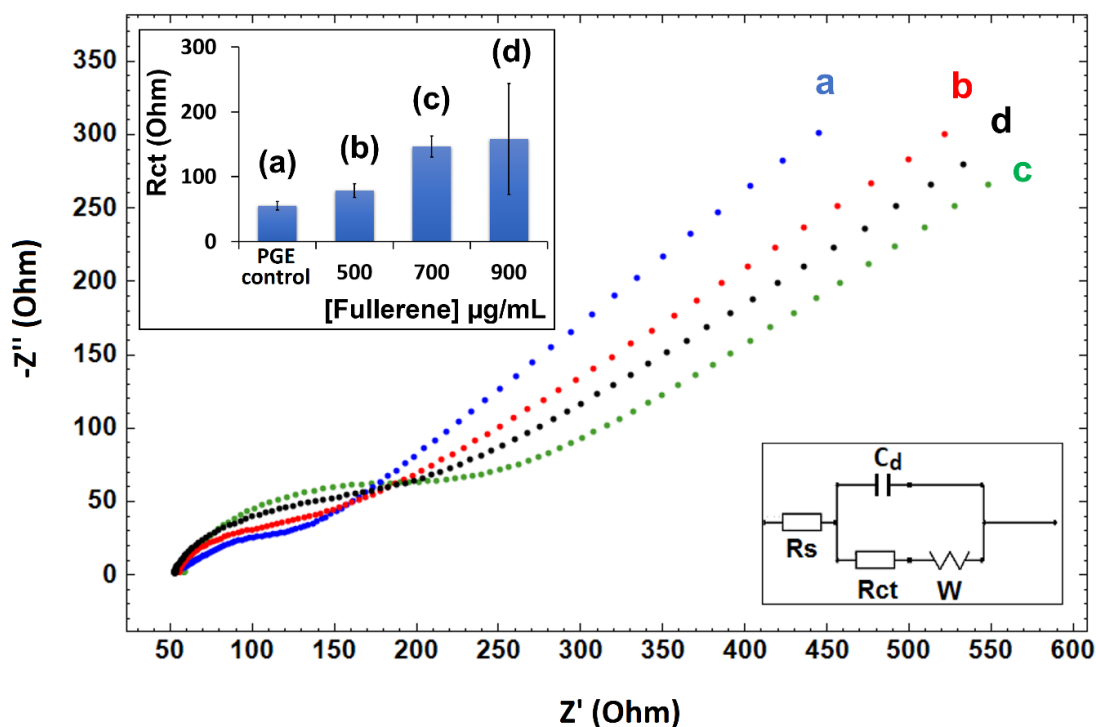 350
300
250
200
150
100
50
0
-Z'' (Ohm)
50 100 150 200 250 300 350 400 450 500 550 600
Z' (Ohm)
a
b
d
c
300
200
100
0
Rct (Ohm)
(a)
(b)
(c)
(d)
PGE
control
500 700 900
[Fullerene] µg/mL
Cd
Rs
Rct W